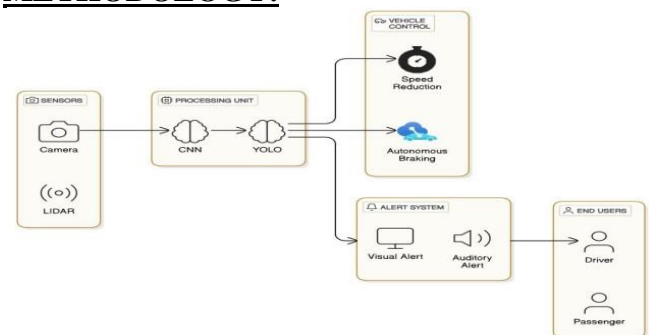 METHODOLOGY:
VEHICLE
CONTROL
Speed
Reduction
SENSORS
PROCESSING UNIT
Camera
CNN
YOLO
Autonomous
Braking
LIDAR
ALERT SYSTEM
END USERS
Visual Alert
Auditory
Alert
Driver
Passenger